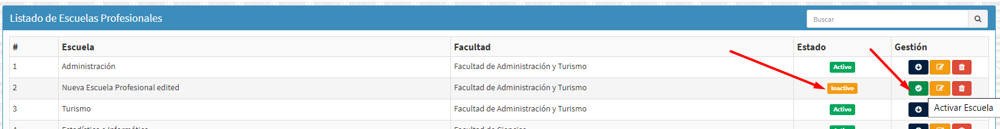 Listado de Escuelas Profesionales
Buscar
# Escuela Facultad Estado Gestión
1 Administración Facultad de Administración y Turismo Activo
2 Nueva Escuela Profesional edited Facultad de Administración y Turismo Inactivo
3 Turismo Facultad de Administración y Turismo Activo
Activar Escuela
4 Estadística e Informática Facultad de Ciencias Activo